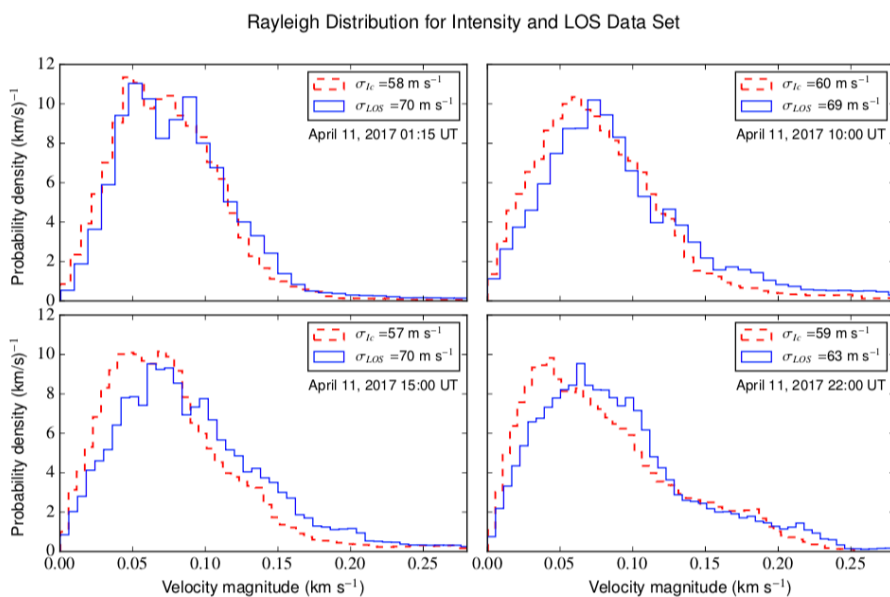 Rayleigh Distribution for Intensity and LOS Data Set
12
10
8
6
4
2
0
Probability density (km/s)⁻¹
σ_Ic =58 m s⁻¹
σ_LOS =70 m s⁻¹
April 11, 2017 01:15 UT
σ_Ic =60 m s⁻¹
σ_LOS =69 m s⁻¹
April 11, 2017 10:00 UT
12
10
8
6
4
2
0
Probability density (km/s)⁻¹
σ_Ic =57 m s⁻¹
σ_LOS =70 m s⁻¹
April 11, 2017 15:00 UT
σ_Ic =59 m s⁻¹
σ_LOS =63 m s⁻¹
April 11, 2017 22:00 UT
0.00 0.05 0.10 0.15 0.20 0.25
0.00 0.05 0.10 0.15 0.20 0.25
Velocity magnitude (km s⁻¹)
Velocity magnitude (km s⁻¹)